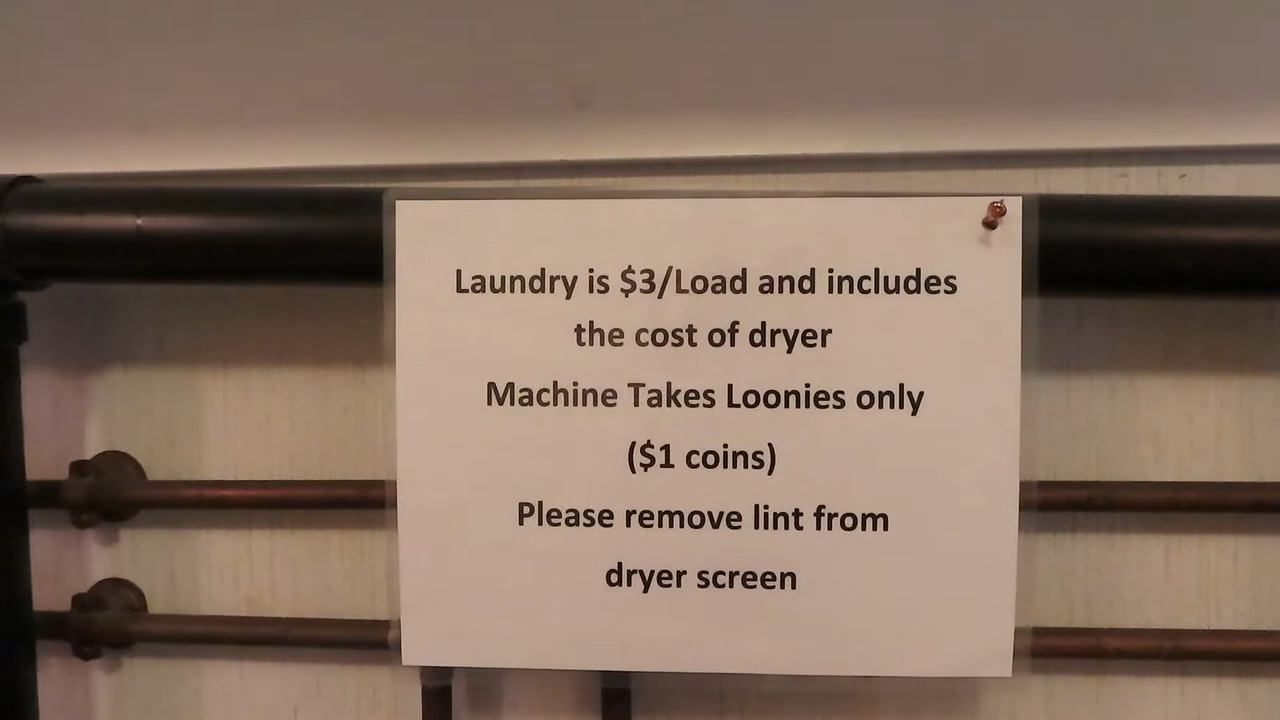 Laundry is $3/Load and includes
the cost of dryer
Machine Takes Loonies only
($1 coins)
Please remove lint from
dryer screen